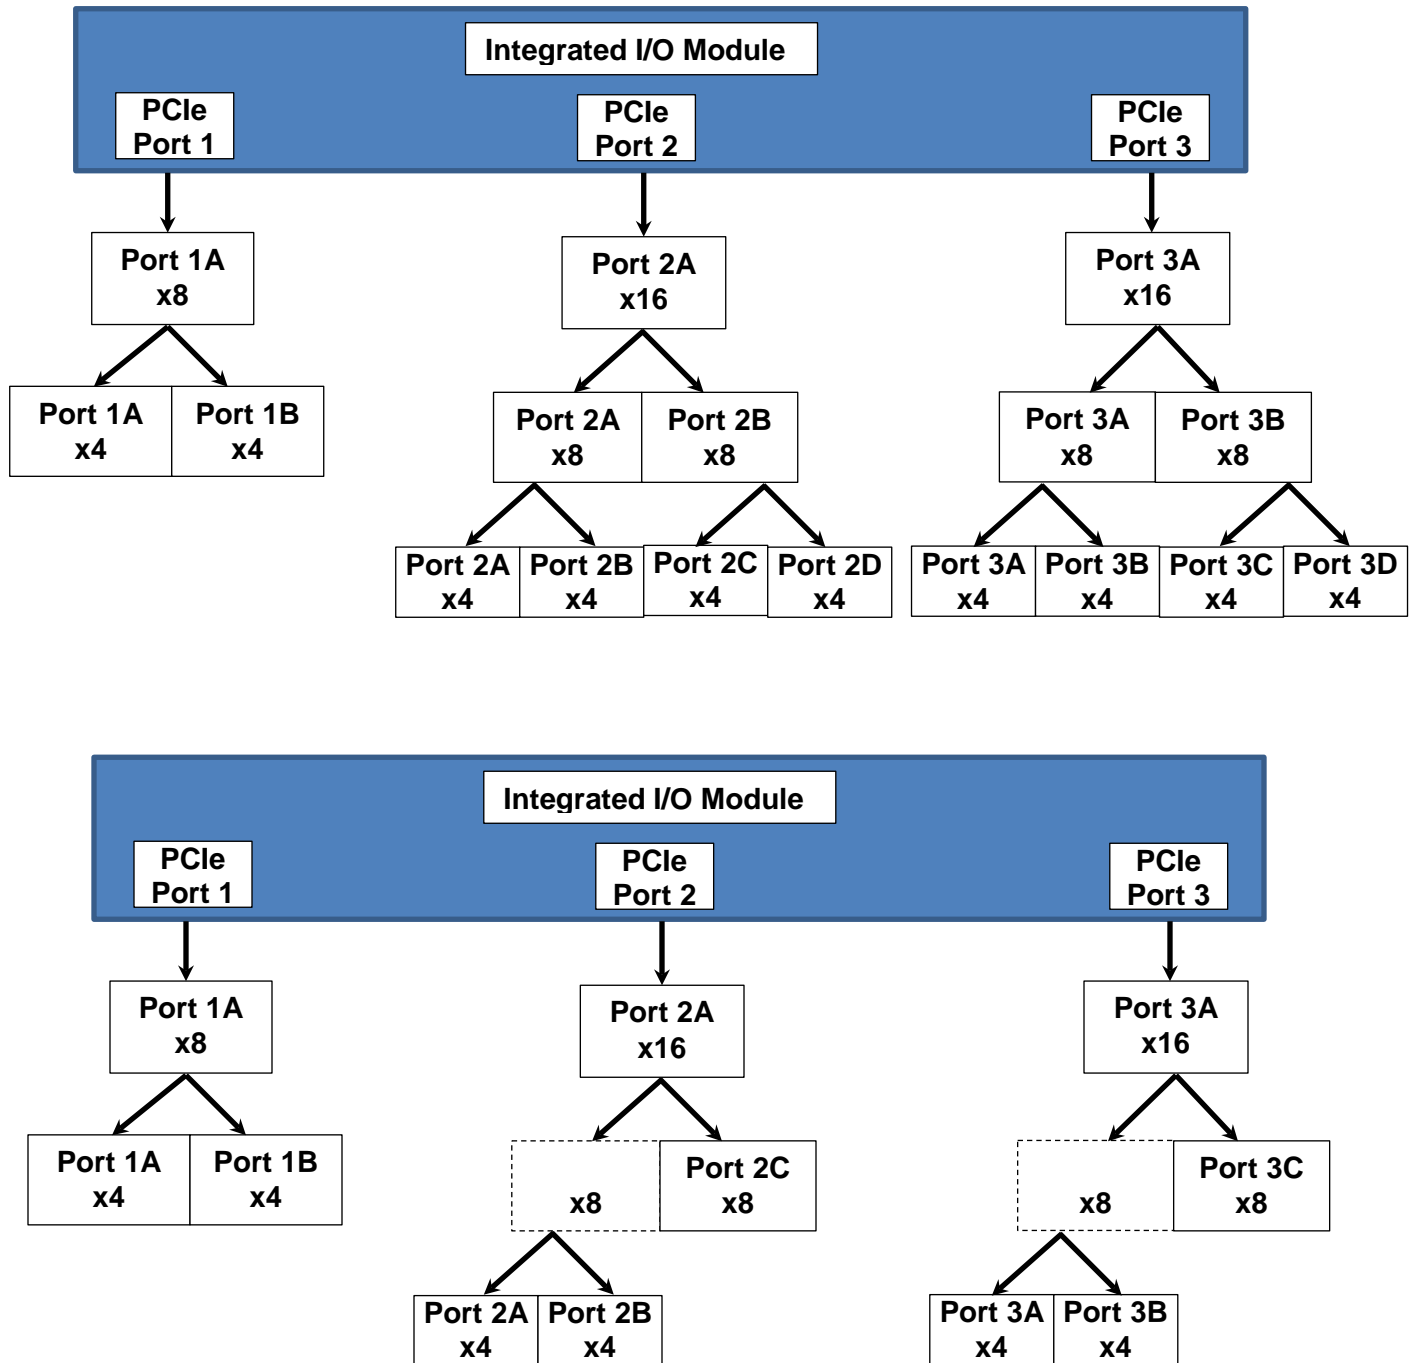 Integrated I/O Module
PCIe
Port 1
PCIe
Port 2
PCIe
Port 3
Port 1A
x8
Port 2A
x16
Port 3A
x16
Port 1A
x4
Port 1B
x4
Port 2A
x8
Port 2B
x8
Port 3A
x8
Port 3B
x8
Port 2A
x4
Port 2B
x4
Port 2C
x4
Port 2D
x4
Port 3A
x4
Port 3B
x4
Port 3C
x4
Port 3D
x4
Integrated I/O Module
PCIe
Port 1
PCIe
Port 2
PCIe
Port 3
Port 1A
x8
Port 2A
x16
Port 3A
x16
Port 1A
x4
Port 1B
x4
x8
Port 2C
x8
x8
Port 3C
x8
Port 2A
x4
Port 2B
x4
Port 3A
x4
Port 3B
x4